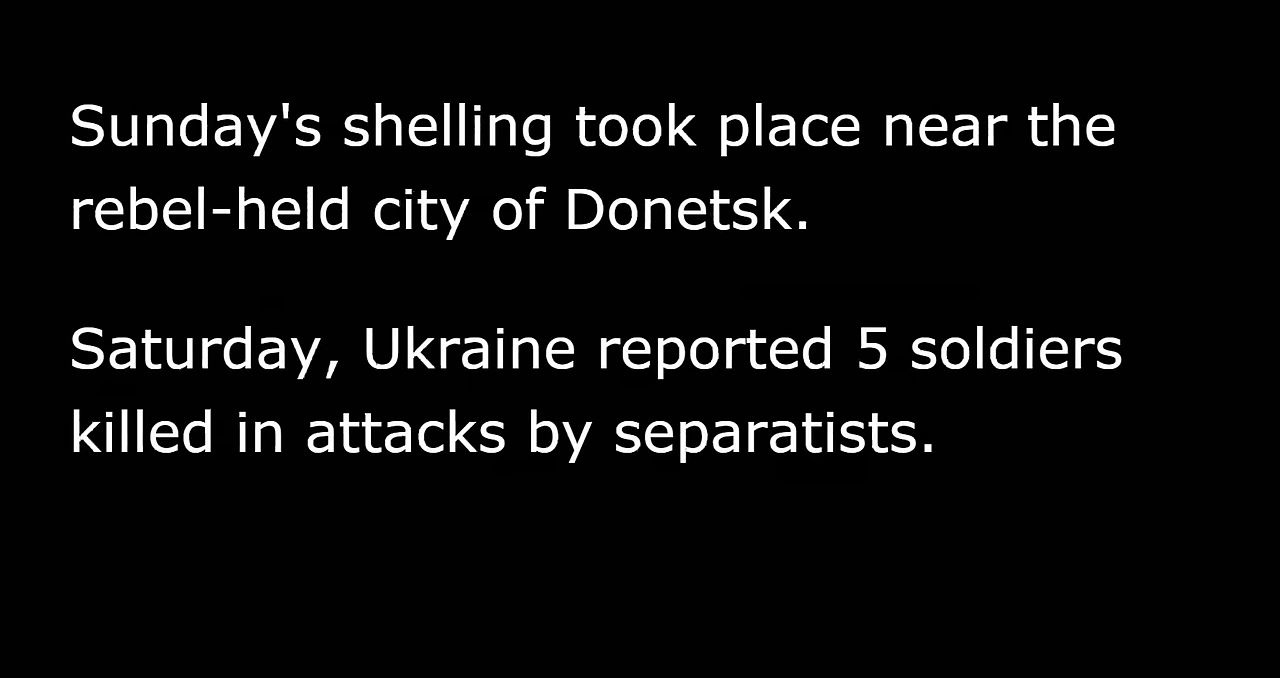 Sunday's shelling took place near the
rebel-held city of Donetsk.
Saturday, Ukraine reported 5 soldiers
killed in attacks by separatists.